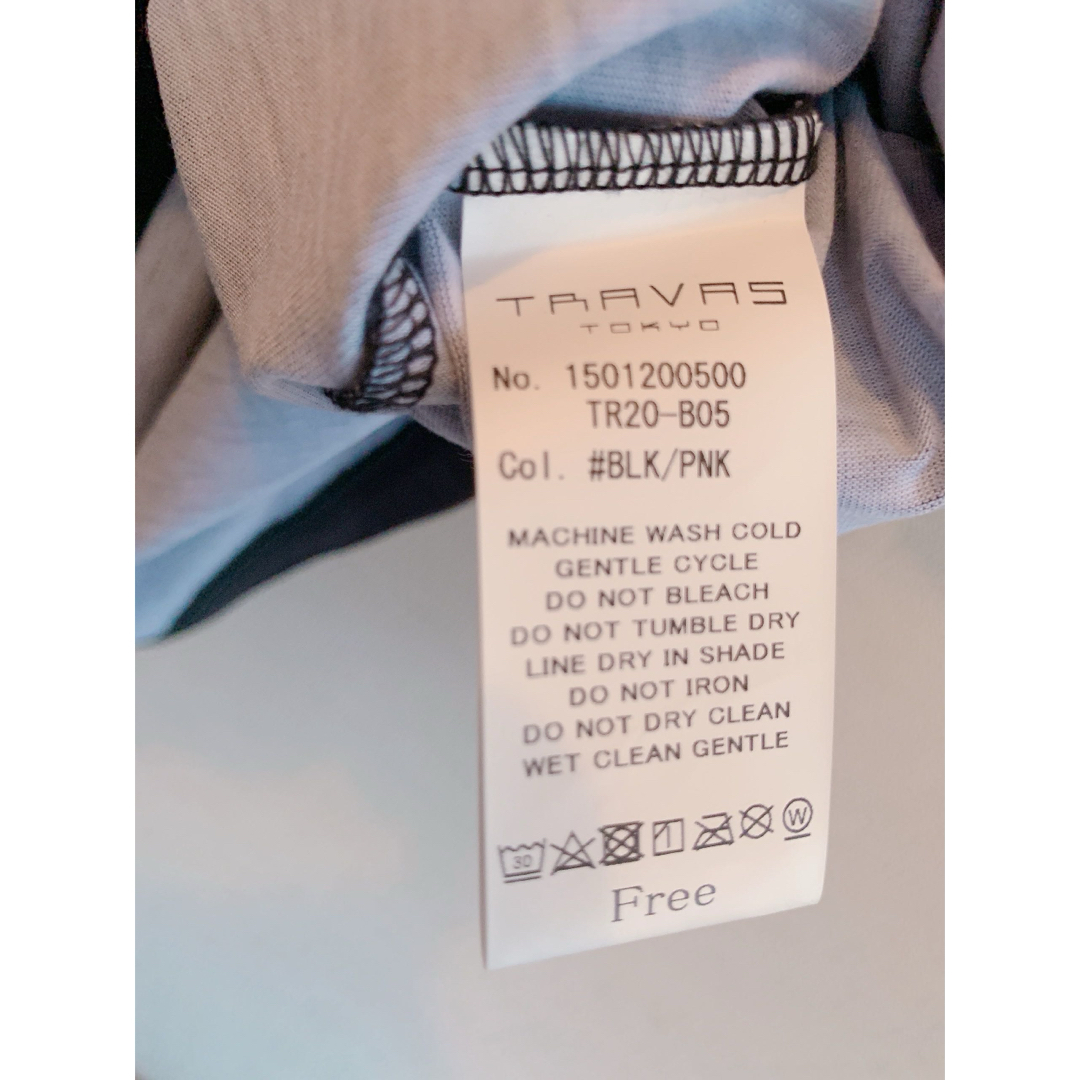 TRAVAS
TOKYO
No. 1501200500
TR20-B05
Col. #BLK/PNK
MACHINE WASH COLD
GENTLE CYCLE
DO NOT BLEACH
DO NOT TUMBLE DRY
LINE DRY IN SHADE
DO NOT IRON
DO NOT DRY CLEAN
WET CLEAN GENTLE
30 W
Free